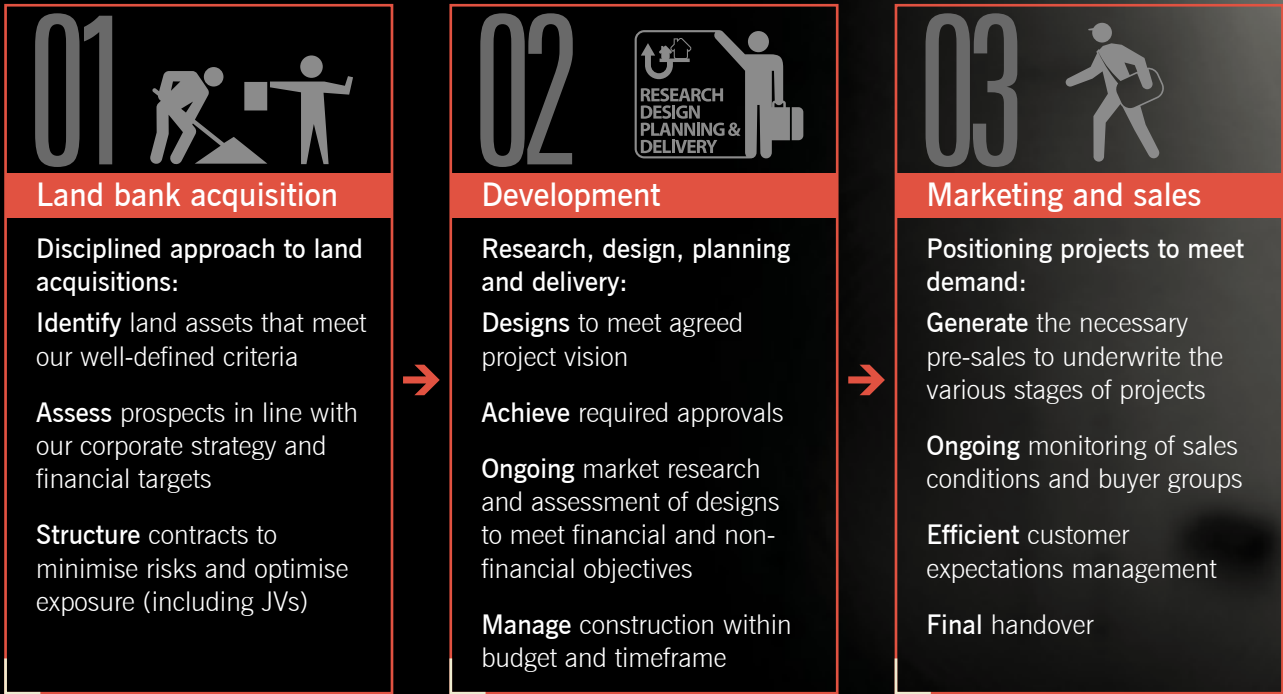 01
Land bank acquisition
Disciplined approach to land
acquisitions:
Identify land assets that meet
our well-defined criteria
Assess prospects in line with
our corporate strategy and
financial targets
Structure contracts to
minimise risks and optimise
exposure (including JVs)
02
RESEARCH
DESIGN
PLANNING &
DELIVERY
Development
Research, design, planning
and delivery:
Designs to meet agreed
project vision
Achieve required approvals
Ongoing market research
and assessment of designs
to meet financial and non-
financial objectives
Manage construction within
budget and timeframe
03
Marketing and sales
Positioning projects to meet
demand:
Generate the necessary
pre-sales to underwrite the
various stages of projects
Ongoing monitoring of sales
conditions and buyer groups
Efficient customer
expectations management
Final handover